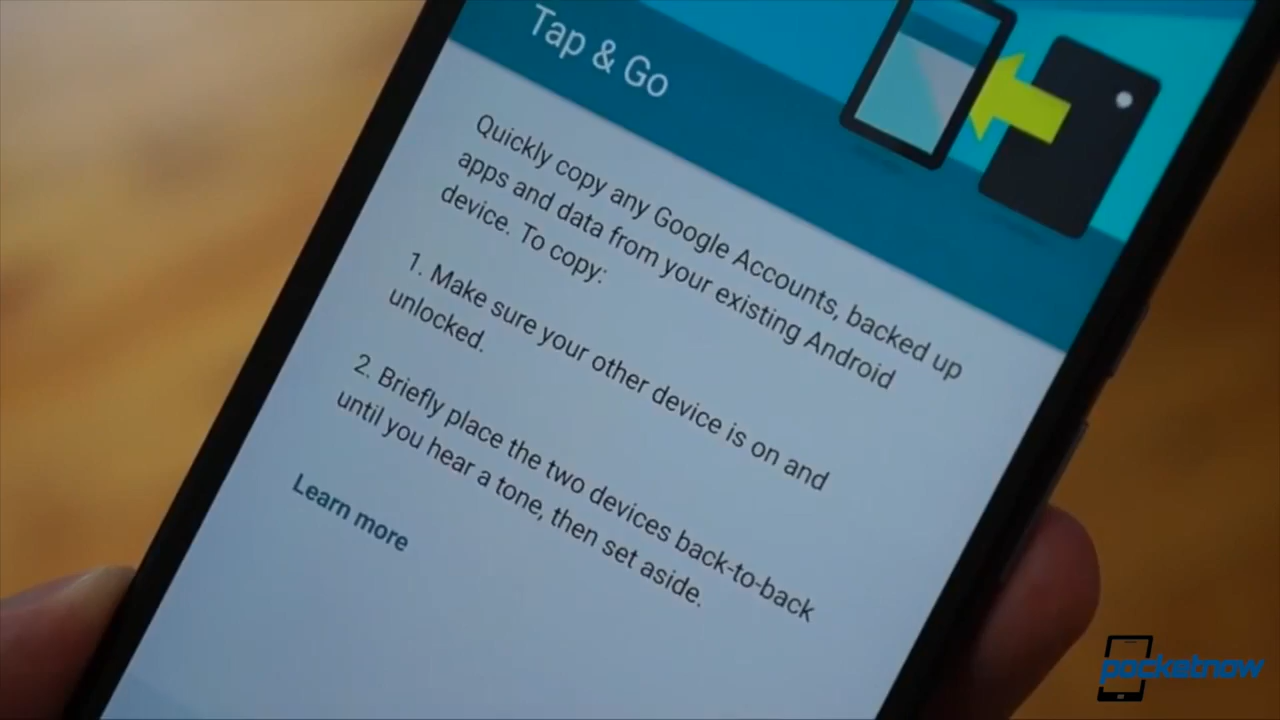 Tap & Go
Quickly copy any Google Accounts, backed up
apps and data from your existing Android
device. To copy:
1. Make sure your other device is on and
unlocked.
2. Briefly place the two devices back-to-back
until you hear a tone, then set aside.
Learn more
pocketnow